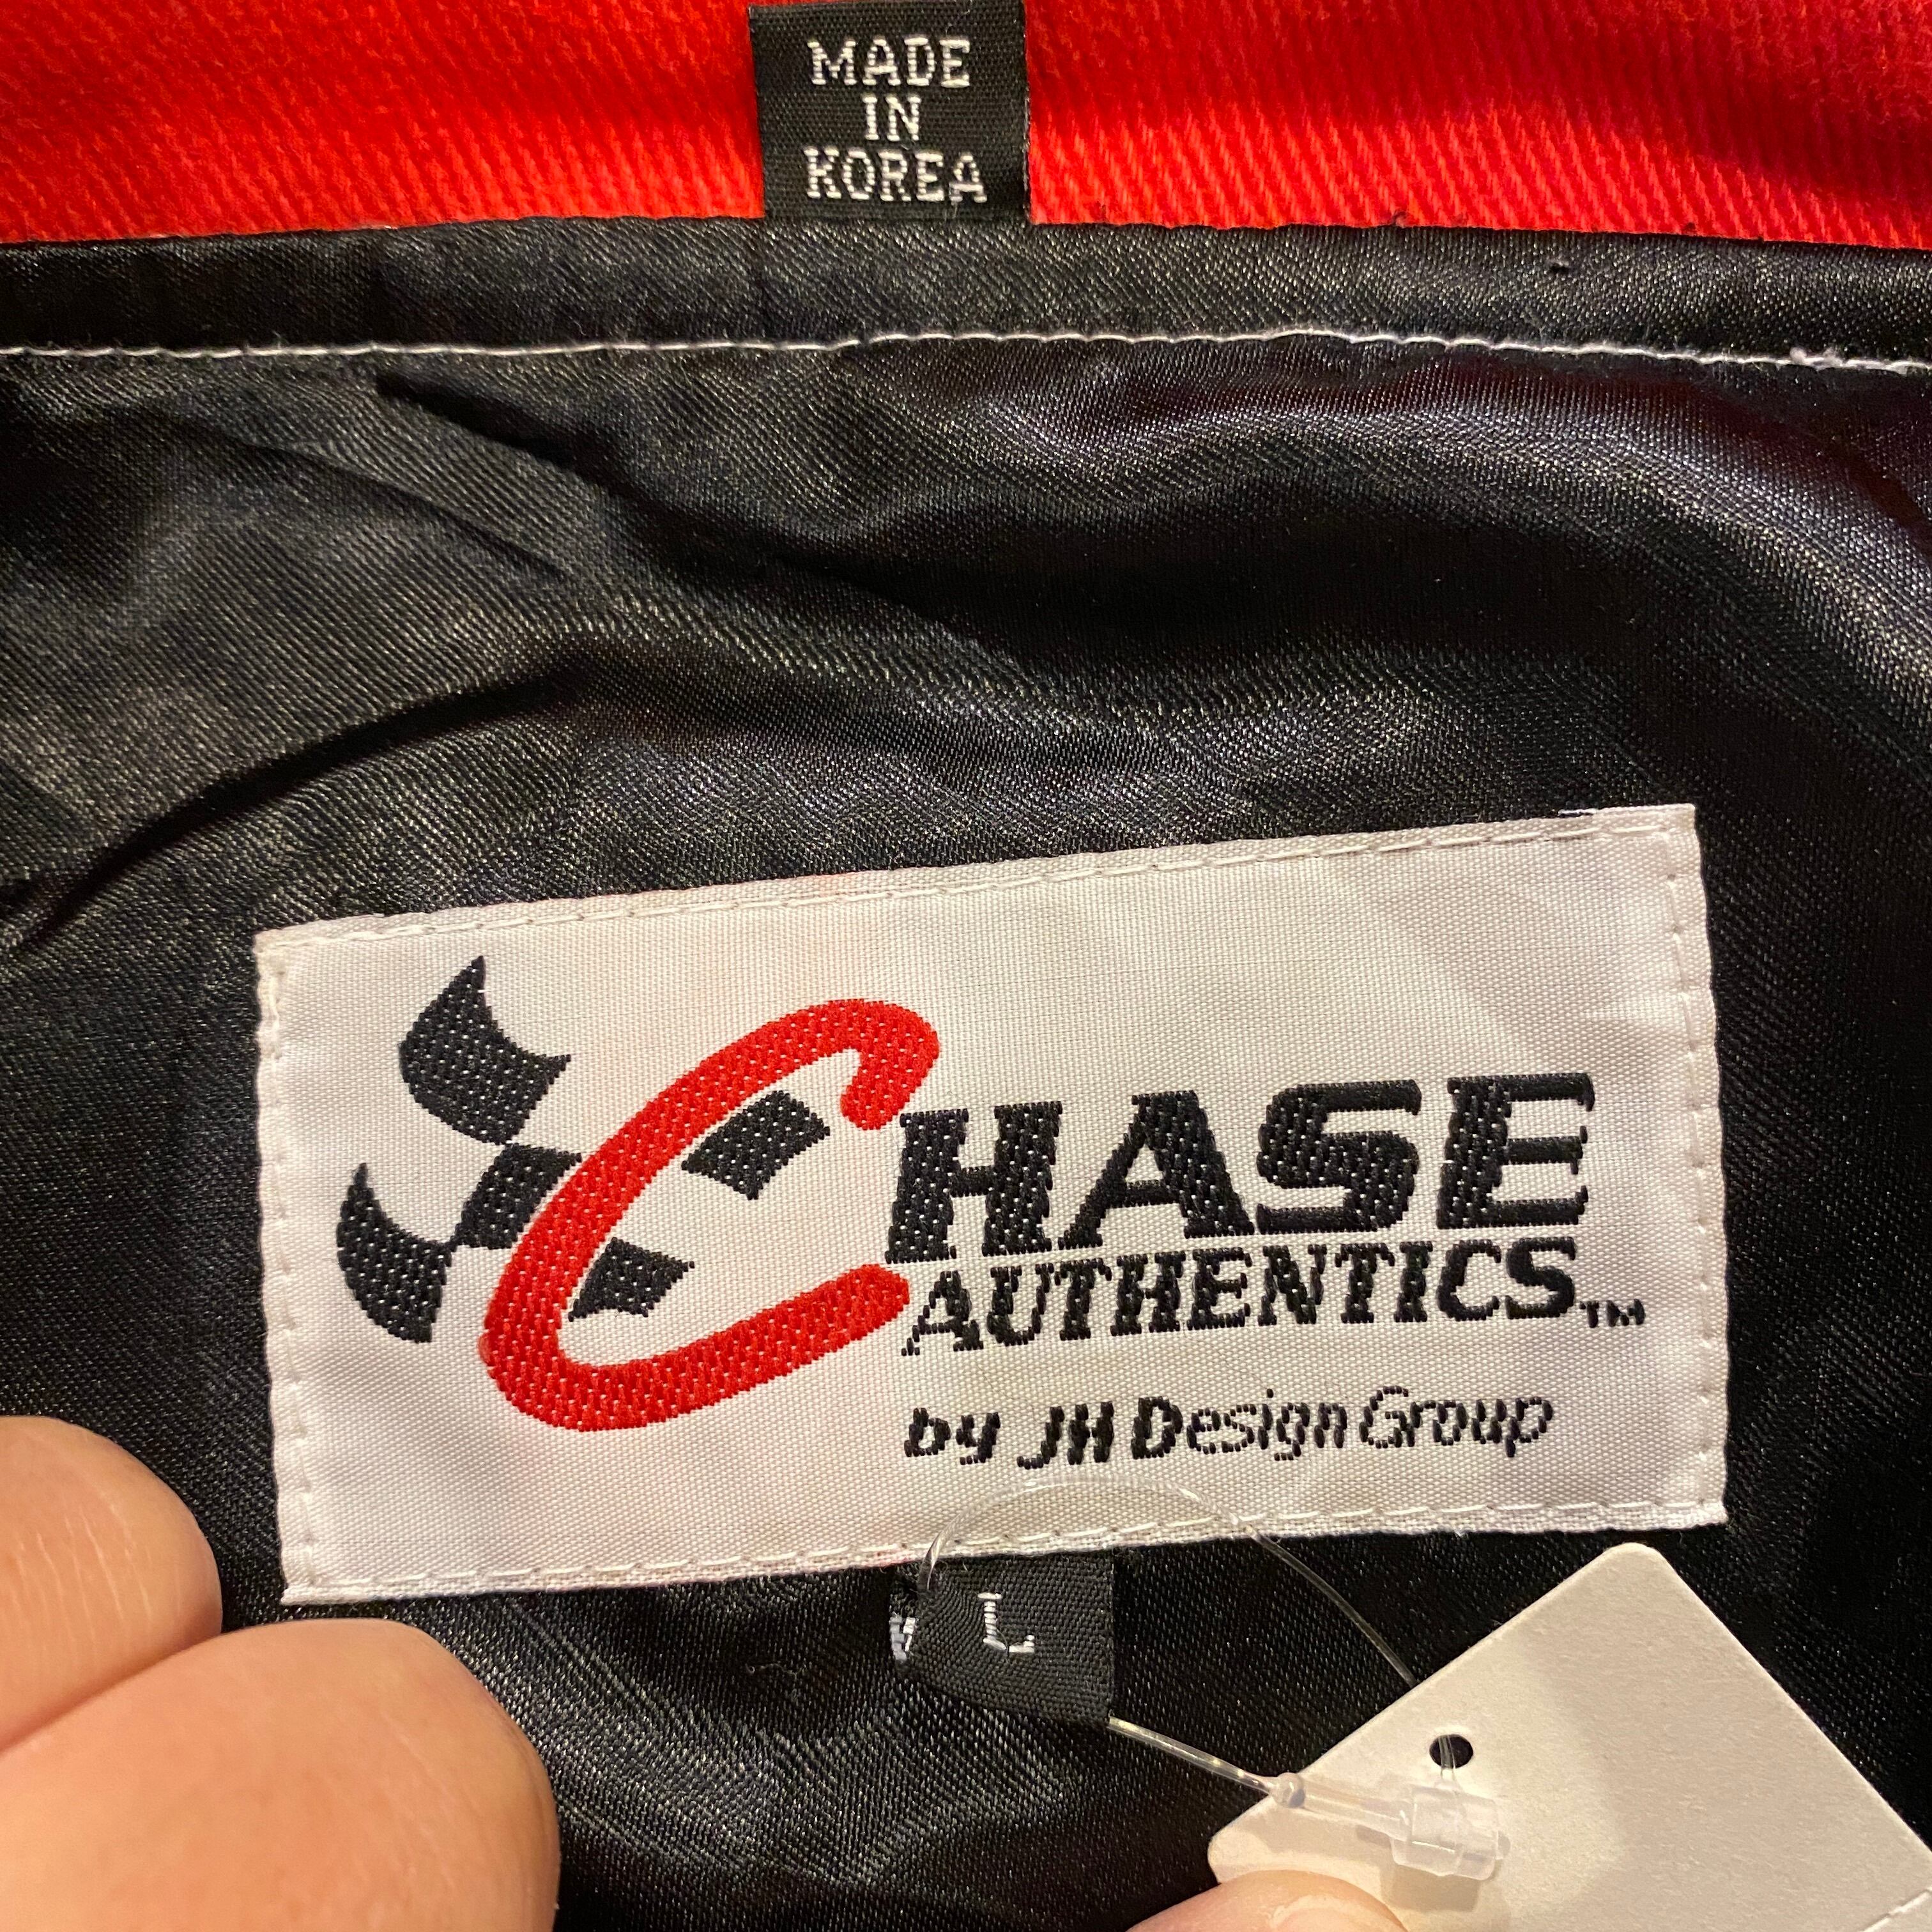 MADE
IN
KOREA
CHASE
AUTHENTICS™
by JH Design Group
L